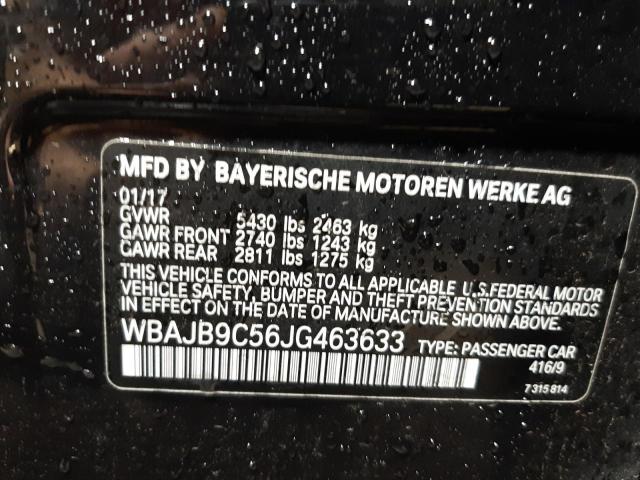 MFD BY BAYERISCHE MOTOREN WERKE AG
01/17
GVWR 5430 lbs 2463 kg
GAWR FRONT 2740 lbs 1243 kg
GAWR REAR 2811 lbs 1275 kg
THIS VEHICLE CONFORMS TO ALL APPLICABLE U.S.FEDERAL MOTOR
VEHICLE SAFETY, BUMPER AND THEFT PREVENTION STANDARDS
IN EFFECT ON THE DATE OF MANUFACTURE SHOWN ABOVE.
WBAJB9C56JG463633 TYPE: PASSENGER CAR
416/9
7 315 814